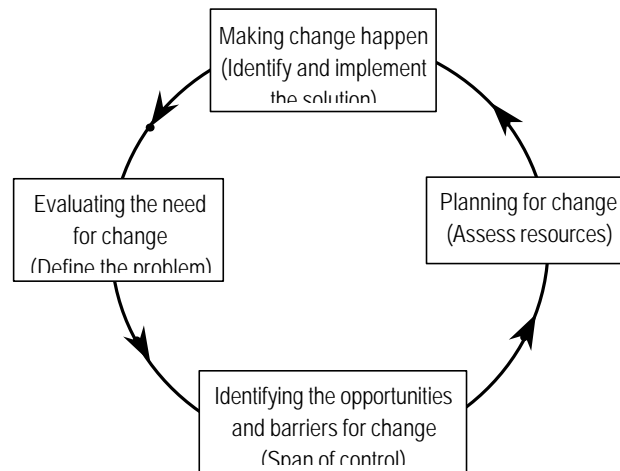 Making change happen
(Identify and implement
the solution)
Evaluating the need
for change
(Define the problem)
Planning for change
(Assess resources)
Identifying the opportunities
and barriers for change
(Span of control)